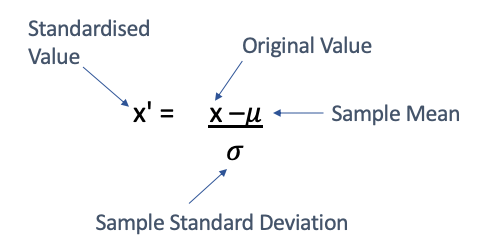 Standardised
Value
Original Value
x' = x – μ
σ
Sample Mean
Sample Standard Deviation